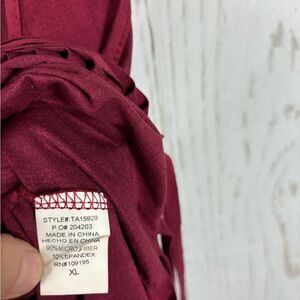 STYLE#: TA15929
P.O# 204203
MADE IN CHINA
HECHO EN CHINA
90%MICRO FIBER
10%SPANDEX
RN#109195
XL